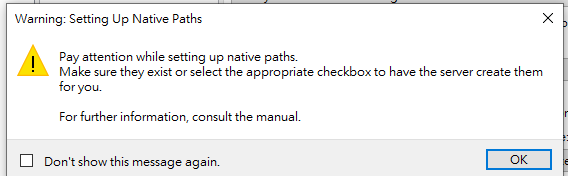 Warning: Setting Up Native Paths
Pay attention while setting up native paths.
Make sure they exist or select the appropriate checkbox to have the server create them
for you.
For further information, consult the manual.
Don't show this message again.
OK